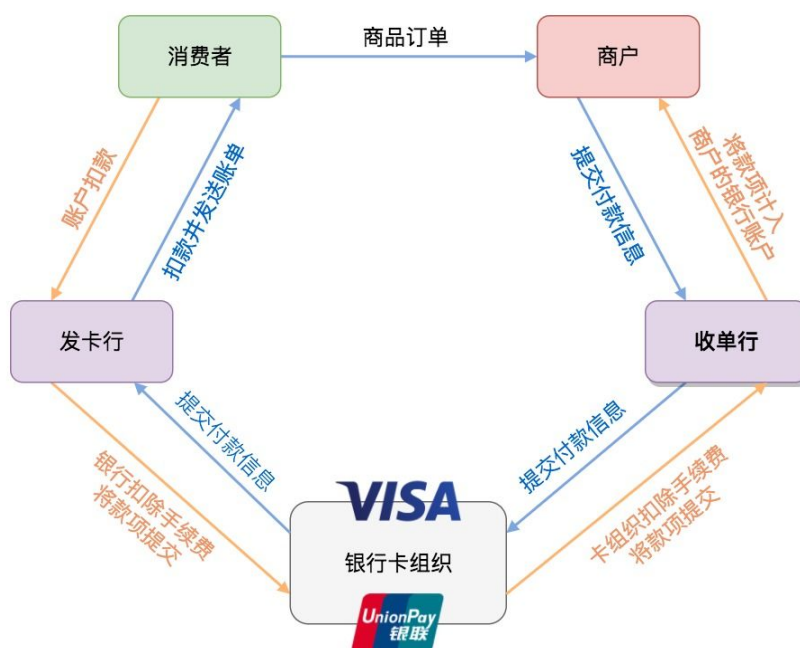 消费者
商品订单
商户
账户扣款
扣款并发送账单
提交付款信息
将款项计入
商户的银行账户
发卡行
收单行
提交付款信息
银行扣除手续费
将款项提交
提交付款信息
卡组织扣除手续费
将款项提交
VISA
银行卡组织
UnionPay
银联